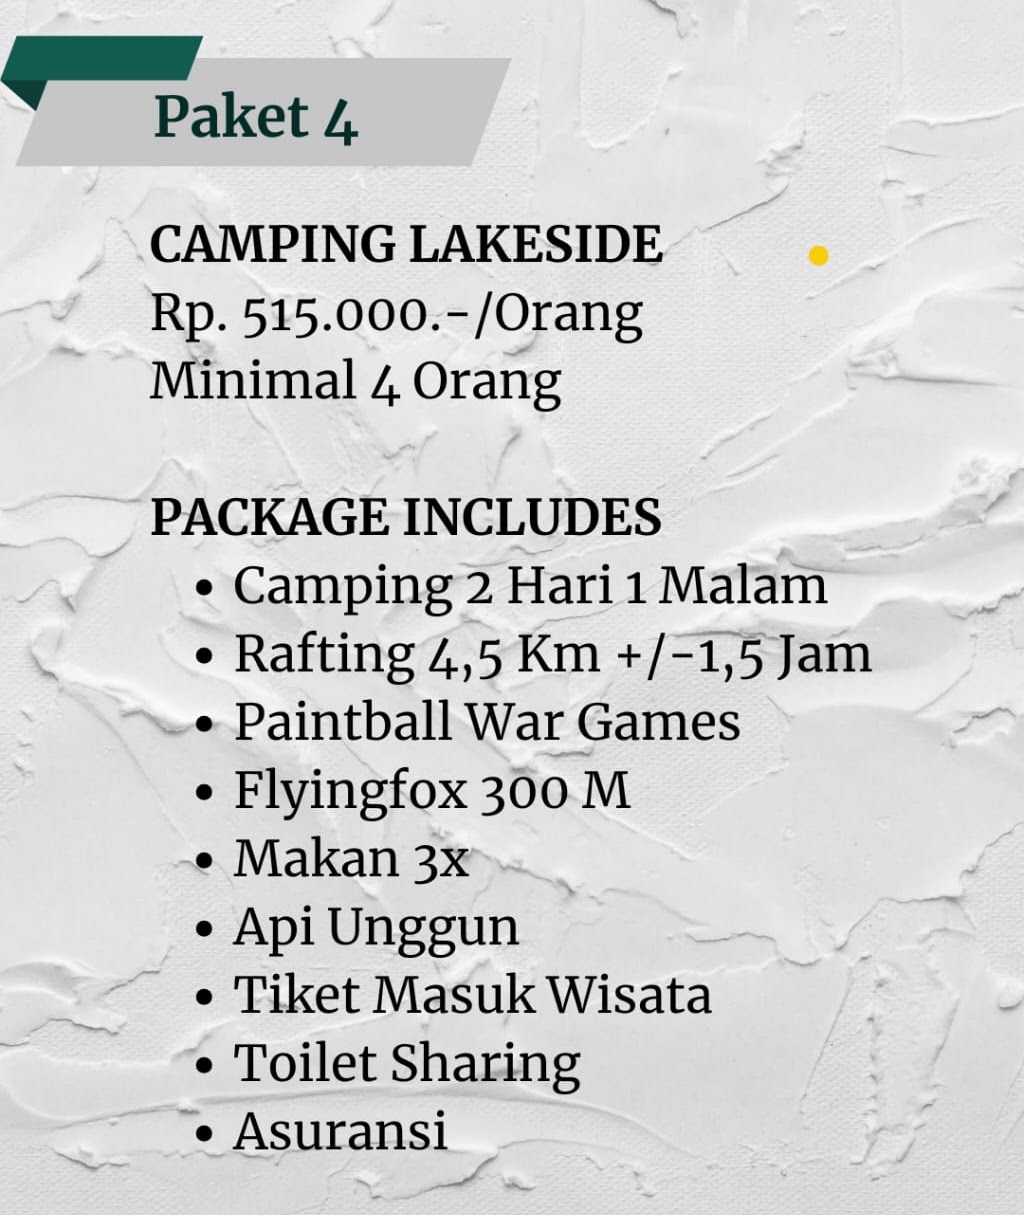 Paket 4
CAMPING LAKESIDE
Rp. 515.000.-/Orang
Minimal 4 Orang
PACKAGE INCLUDES
• Camping 2 Hari 1 Malam
• Rafting 4,5 Km +/-1,5 Jam
• Paintball War Games
• Flyingfox 300 M
• Makan 3x
• Api Unggun
• Tiket Masuk Wisata
• Toilet Sharing
• Asuransi